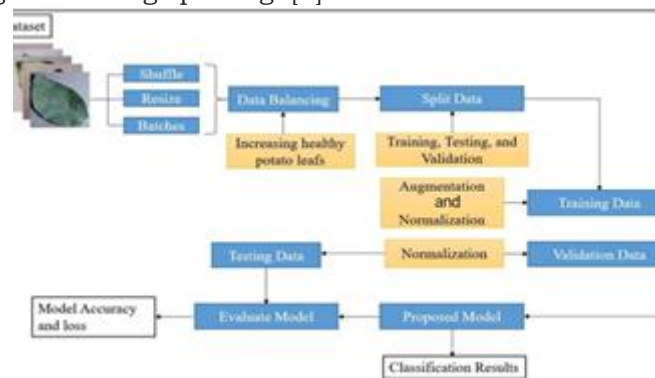 ataset
Shuffle
Resize
Batches
Data Balancing
Split Data
Increasing healthy
potato leafs
Training, Testing, and
Validation
Augmentation
and
Normalization
Training Data
Testing Data
Normalization
Validation Data
Model Accuracy
and loss
Evaluate Model
Proposed Model
Classification Results